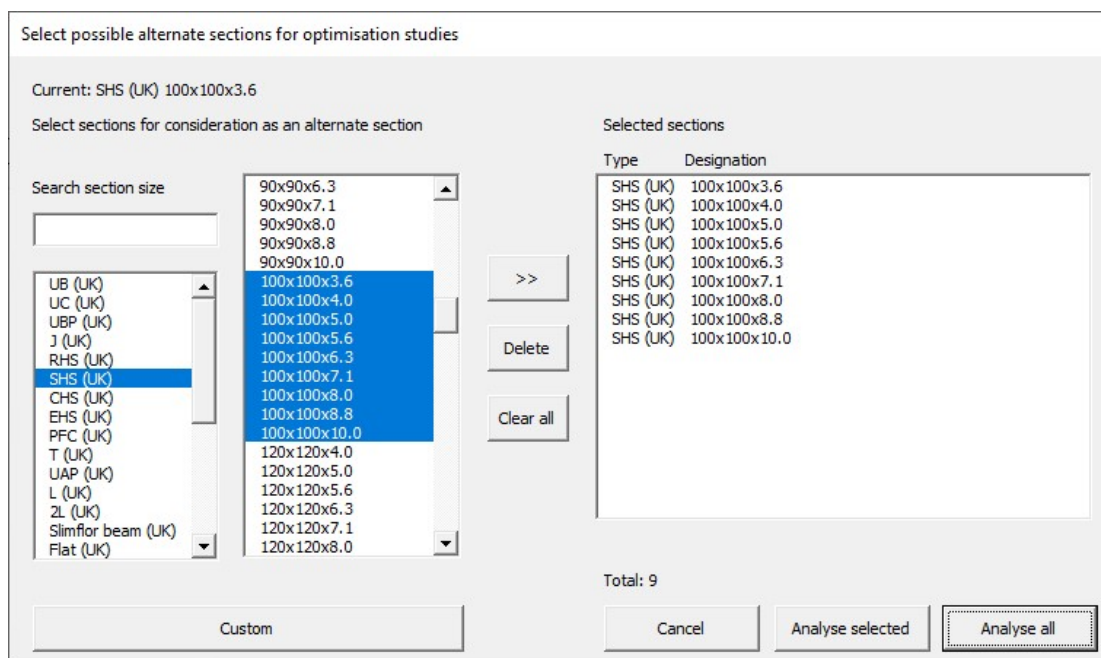 Select possible alternate sections for optimisation studies
Current: SHS (UK) 100x100x3.6
Select sections for consideration as an alternate section
Search section size
UB (UK)
UC (UK)
UBP (UK)
J (UK)
RHS (UK)
SHS (UK)
CHS (UK)
EHS (UK)
PFC (UK)
T (UK)
UAP (UK)
L (UK)
2L (UK)
Slimflor beam (UK)
Flat (UK)
90x90x6.3
90x90x7.1
90x90x8.0
90x90x8.8
90x90x10.0
100x100x3.6
100x100x4.0
100x100x5.0
100x100x5.6
100x100x6.3
100x100x7.1
100x100x8.0
100x100x8.8
100x100x10.0
120x120x4.0
120x120x5.0
120x120x5.6
120x120x6.3
120x120x7.1
120x120x8.0
>>
Delete
Clear all
Selected sections
Type Designation
SHS (UK) 100x100x3.6
SHS (UK) 100x100x4.0
SHS (UK) 100x100x5.0
SHS (UK) 100x100x5.6
SHS (UK) 100x100x6.3
SHS (UK) 100x100x7.1
SHS (UK) 100x100x8.0
SHS (UK) 100x100x8.8
SHS (UK) 100x100x10.0
Total: 9
Custom
Cancel
Analyse selected
Analyse all